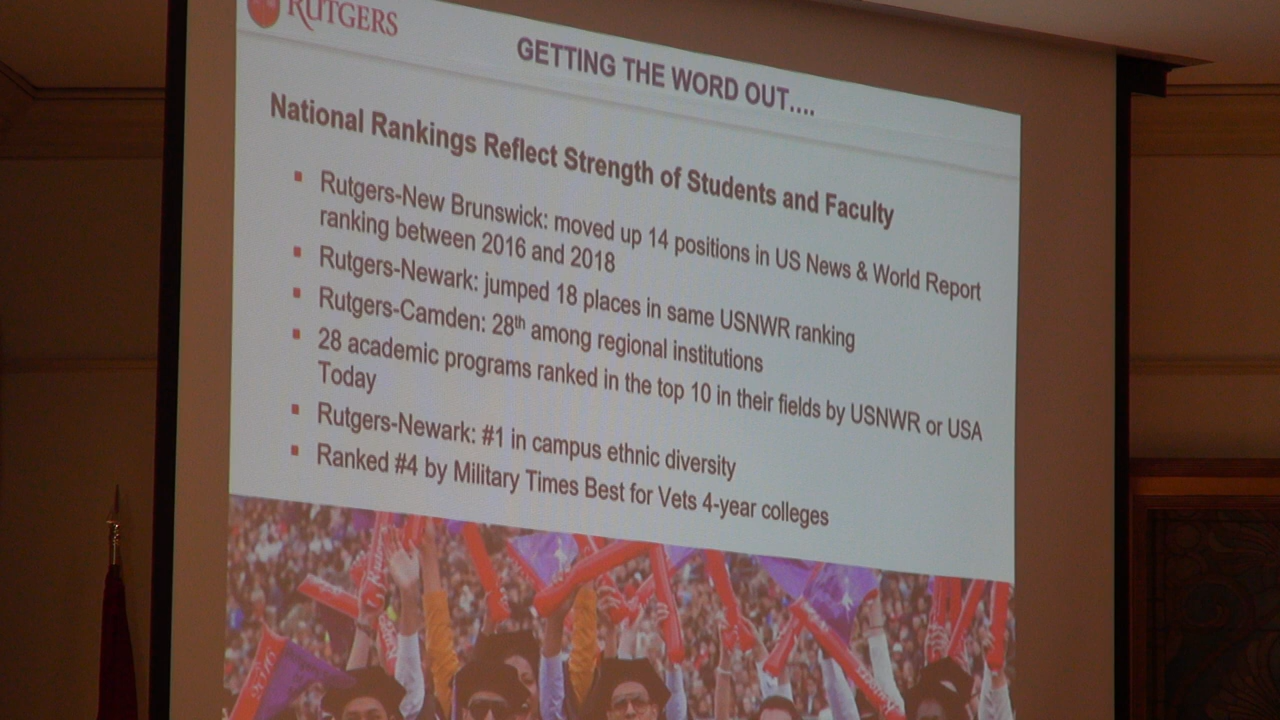 RUTGERS
GETTING THE WORD OUT....
National Rankings Reflect Strength of Students and Faculty
▪ Rutgers-New Brunswick: moved up 14 positions in US News & World Report
ranking between 2016 and 2018
▪ Rutgers-Newark: jumped 18 places in same USNWR ranking
▪ Rutgers-Camden: 28th among regional institutions
▪ 28 academic programs ranked in the top 10 in their fields by USNWR or USA
Today
▪ Rutgers-Newark: #1 in campus ethnic diversity
▪ Ranked #4 by Military Times Best for Vets 4-year colleges